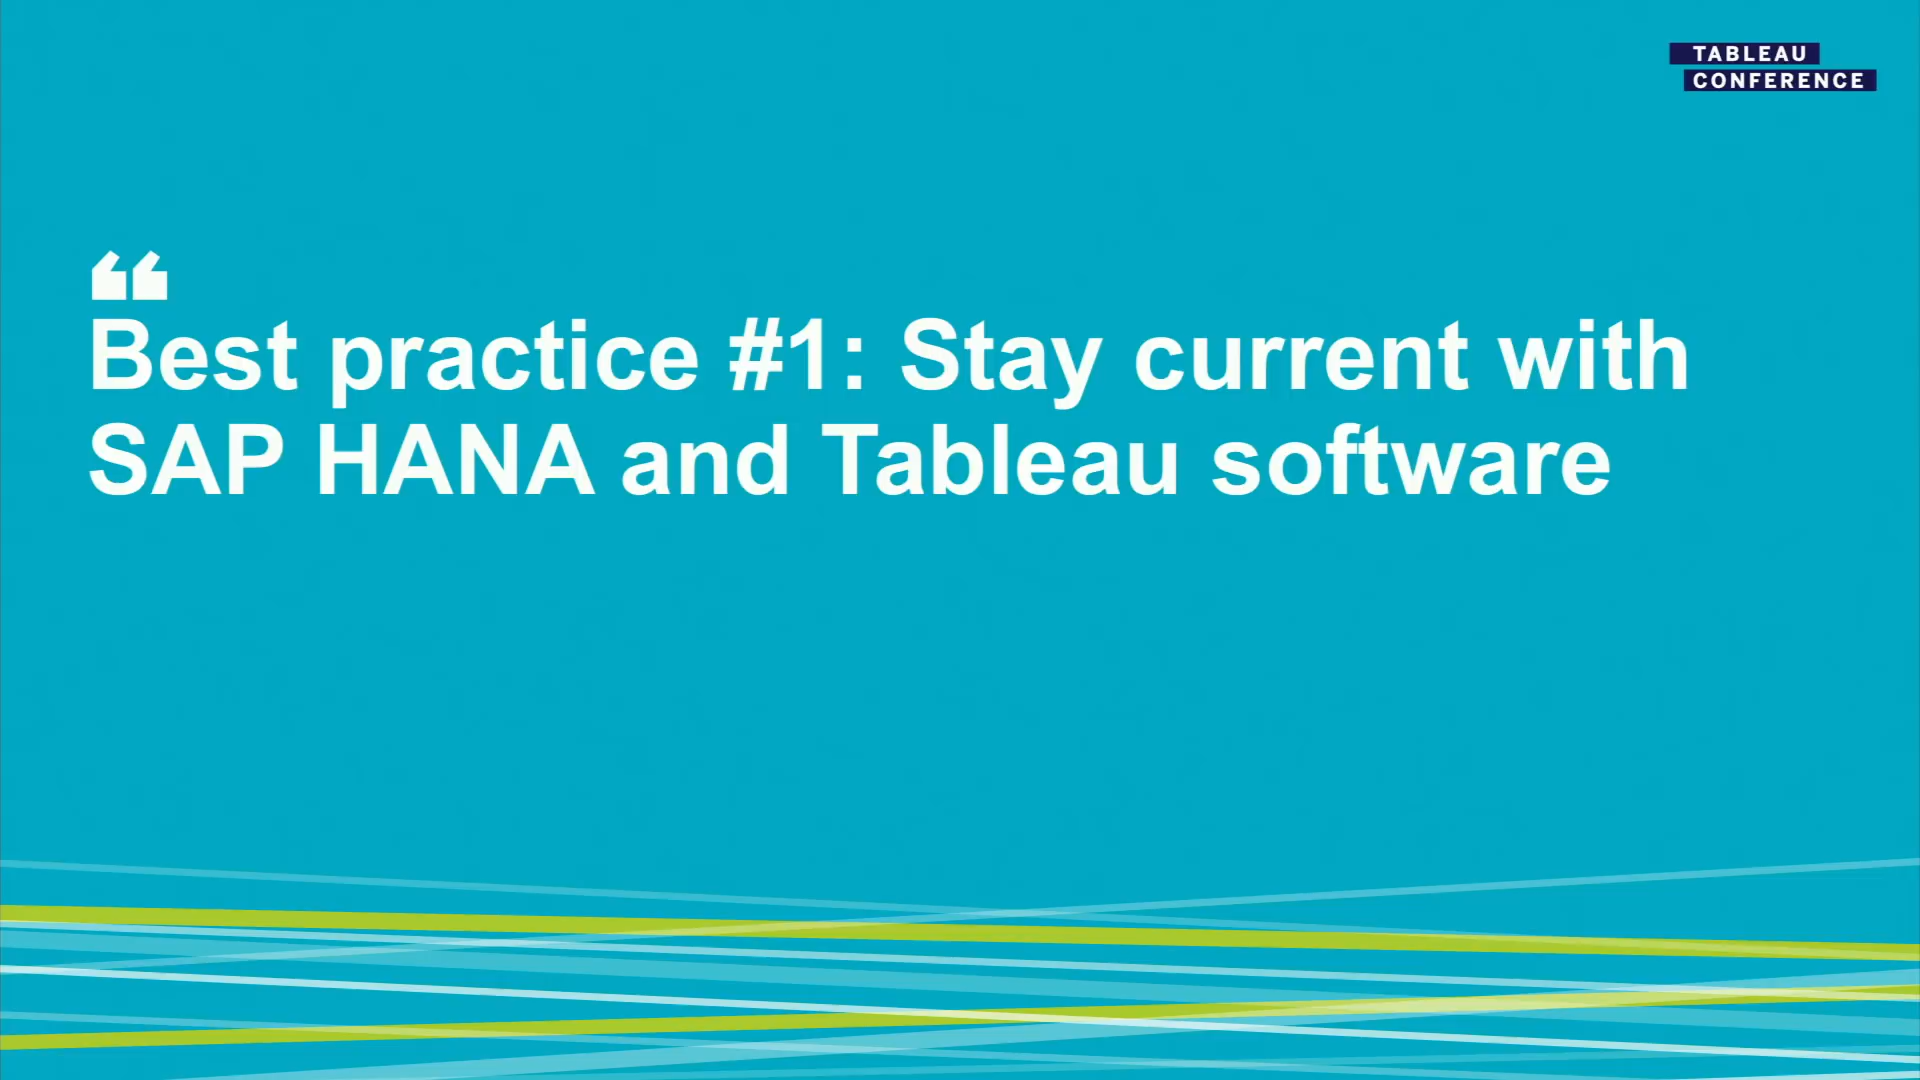 TABLEAU
CONFERENCE
“
Best practice #1: Stay current with
SAP HANA and Tableau software